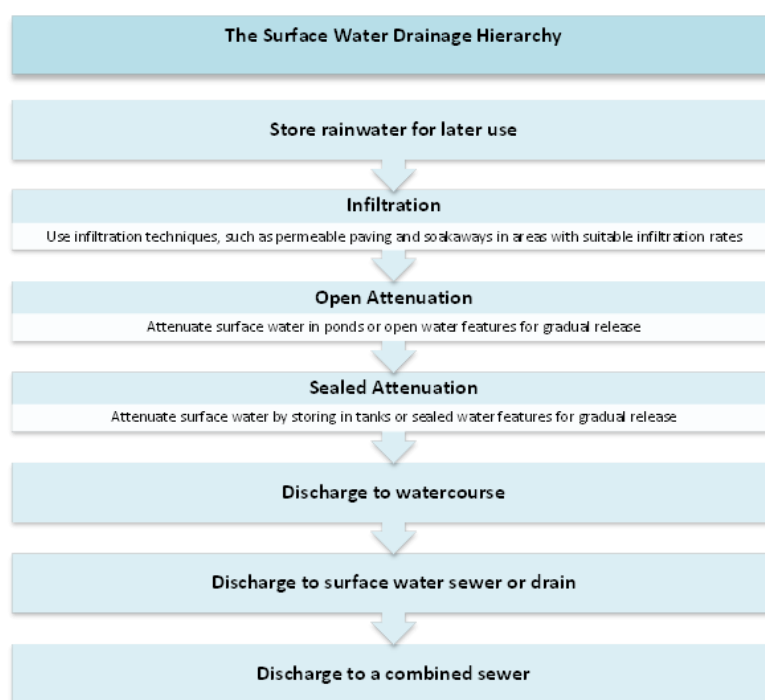 The Surface Water Drainage Hierarchy
Store rainwater for later use
Infiltration
Use infiltration techniques, such as permeable paving and soakaways in areas with suitable infiltration rates
Open Attenuation
Attenuate surface water in ponds or open water features for gradual release
Sealed Attenuation
Attenuate surface water by storing in tanks or sealed water features for gradual release
Discharge to watercourse
Discharge to surface water sewer or drain
Discharge to a combined sewer